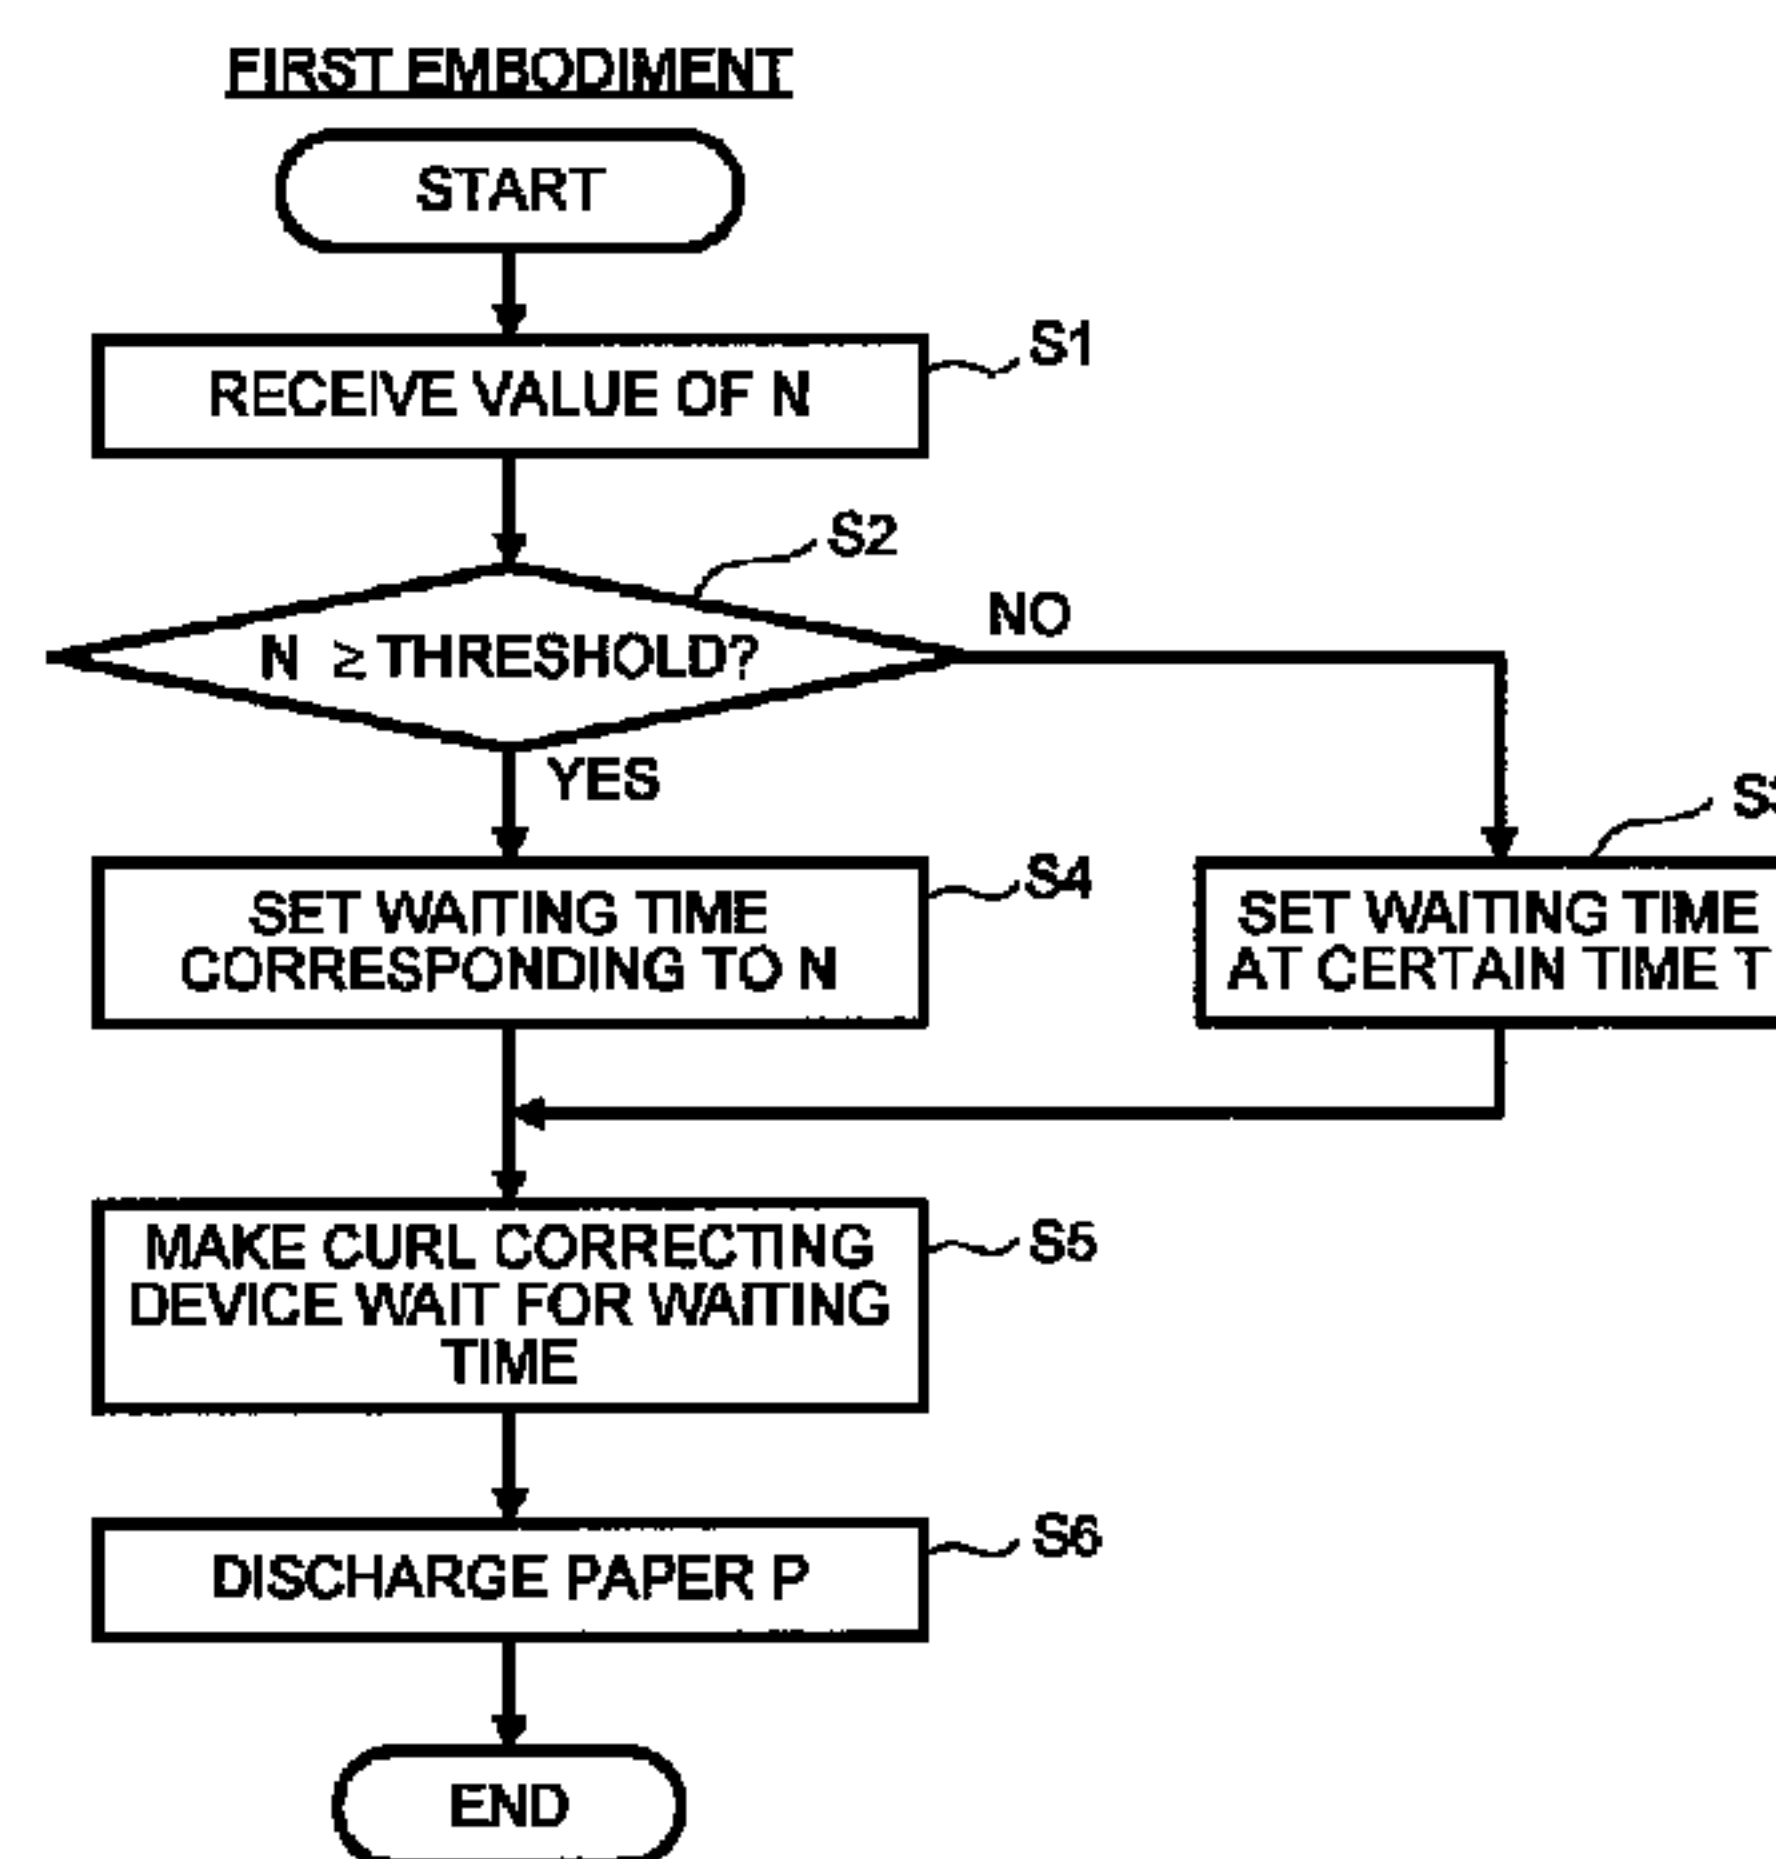 FIRST EMBODIMENT
START
S1
RECEIVE VALUE OF N
S2
N ≥ THRESHOLD?
NO
YES
S4
SET WAITING TIME
CORRESPONDING TO N
SET WAITING TIME
AT CERTAIN TIME T
MAKE CURL CORRECTING
DEVICE WAIT FOR WAITING
TIME
S5
DISCHARGE PAPER P
S6
END